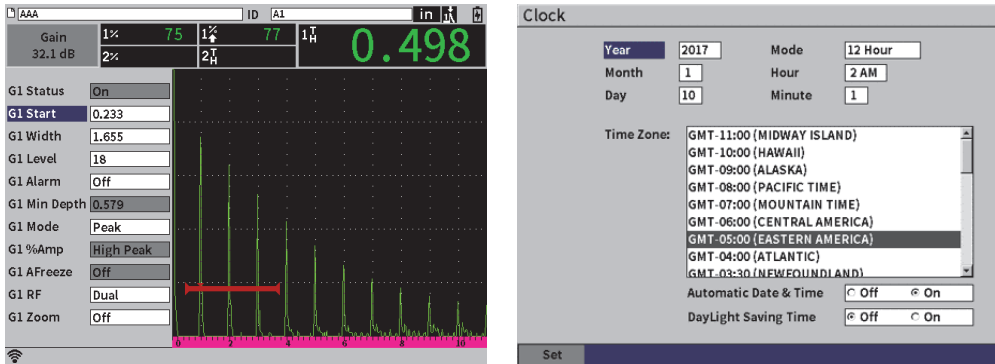 AAA ID A1 in
Gain
32.1 dB
1% 75 1% 77 1 T H 0.498
2% 2 T H
G1 Status On
G1 Start 0.233
G1 Width 1.655
G1 Level 18
G1 Alarm Off
G1 Min Depth 0.579
G1 Mode Peak
G1 %Amp High Peak
G1 AFreeze Off
G1 RF Dual
G1 Zoom Off
0 2 4 6 8 10
Clock
Year 2017 Mode 12 Hour
Month 1 Hour 2 AM
Day 10 Minute 1
Time Zone:
GMT-11:00 (MIDWAY ISLAND)
GMT-10:00 (HAWAII)
GMT-09:00 (ALASKA)
GMT-08:00 (PACIFIC TIME)
GMT-07:00 (MOUNTAIN TIME)
GMT-06:00 (CENTRAL AMERICA)
GMT-05:00 (EASTERN AMERICA)
GMT-04:00 (ATLANTIC)
GMT-03:30 (NEWFOUNDLAND)
Automatic Date & Time Off On
DayLight Saving Time Off On
Set